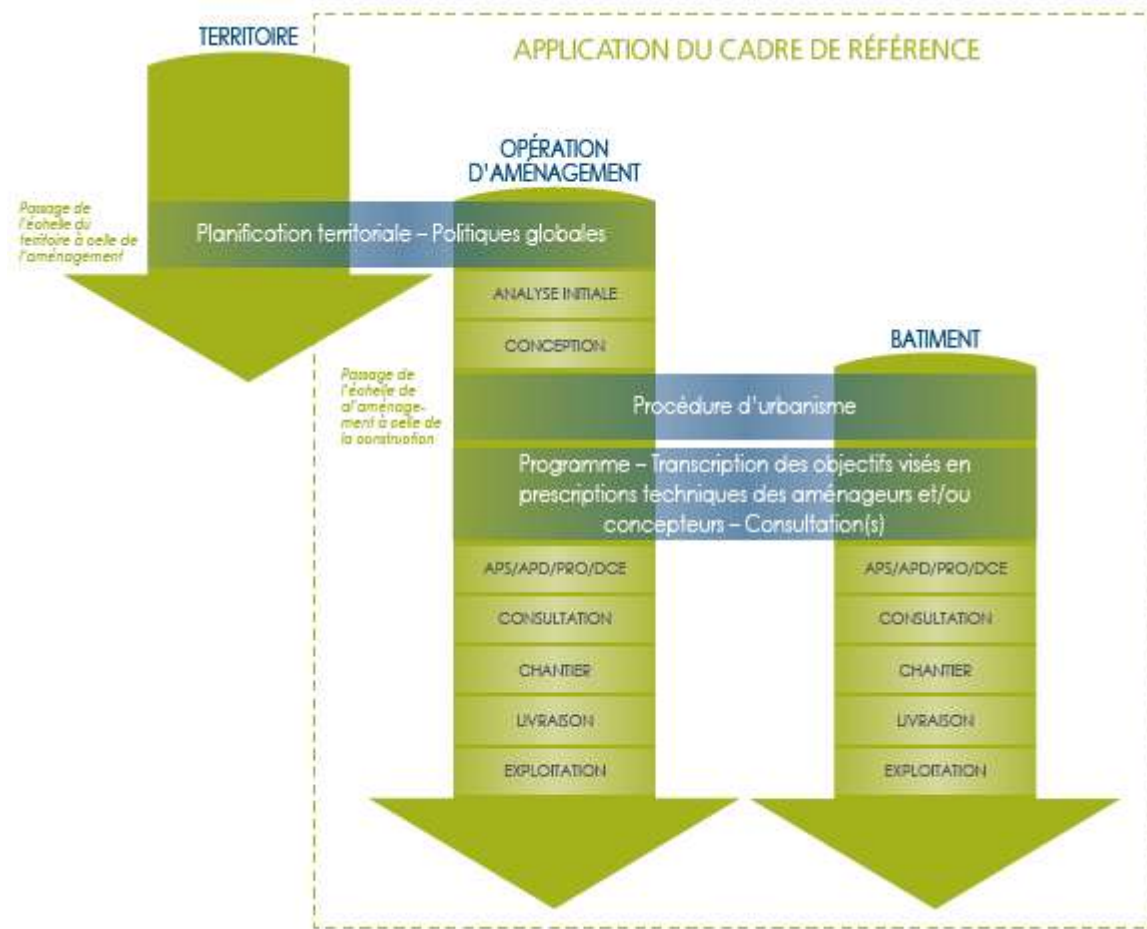 TERRITOIRE
APPLICATION DU CADRE DE RÉFÉRENCE
OPÉRATION
D'AMÉNAGEMENT
Passage de
l'échelle du
territoire à celle de
l'aménagement
Planification territoriale – Politiques globales
ANALYSE INITIALE
CONCEPTION
BATIMENT
Passage de
l'échelle de
al'aménage-
ment à celle de
la construction
Procédure d'urbanisme
Programme – Transcription des objectifs visés en
prescriptions techniques des aménageurs et/ou
concepteurs – Consultation(s)
APS/APD/PRO/DCE
CONSULTATION
CHANTIER
LIVRAISON
EXPLOITATION
APS/APD/PRO/DCE
CONSULTATION
CHANTIER
LIVRAISON
EXPLOITATION